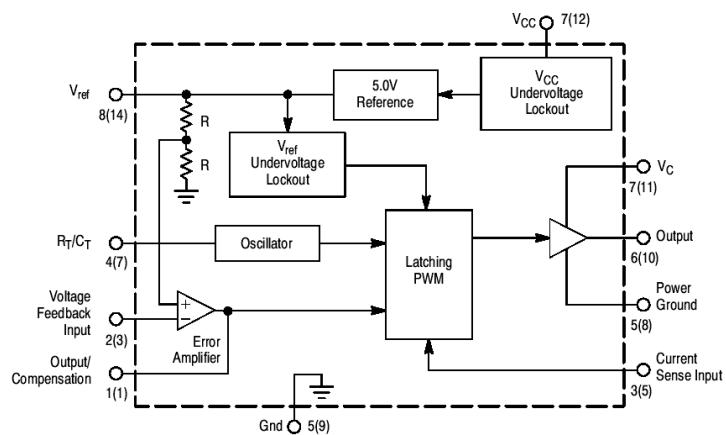 VCC 7(12)
Vref
8(14)
R
R
5.0V
Reference
VCC
Undervoltage
Lockout
Vref
Undervoltage
Lockout
VC
7(11)
RT/CT
4(7)
Oscillator
Latching
PWM
Output
6(10)
Voltage
Feedback
Input
2(3)
+
−
Error
Amplifier
Power
Ground
5(8)
Output/
Compensation
1(1)
Current
Sense Input
3(5)
Gnd 5(9)